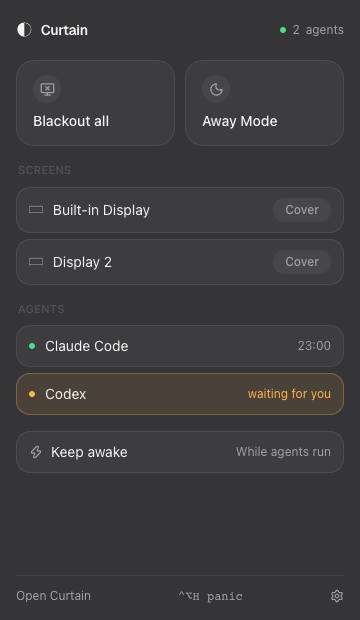 Curtain
2 agents
Blackout all
Away Mode
SCREENS
Built-in Display
Cover
Display 2
Cover
AGENTS
Claude Code
23:00
Codex
waiting for you
Keep awake
While agents run
Open Curtain
^⌥H panic